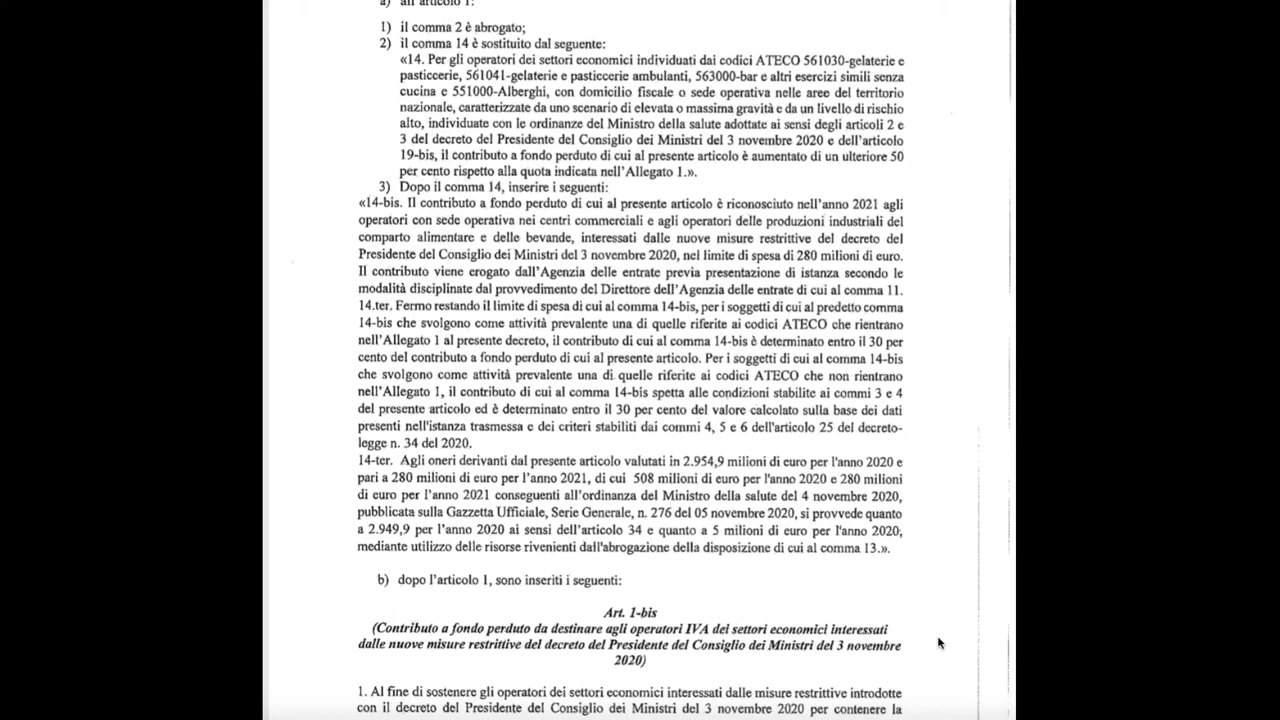 a) all'articolo 1:
1) il comma 2 è abrogato;
2) il comma 14 è sostituito dal seguente:
«14. Per gli operatori dei settori economici individuati dai codici ATECO 561030-gelaterie e
pasticcerie, 561041-gelaterie e pasticcerie ambulanti, 563000-bar e altri esercizi simili senza
cucina e 551000-Alberghi, con domicilio fiscale o sede operativa nelle aree del territorio
nazionale, caratterizzate da uno scenario di elevata o massima gravità e da un livello di rischio
alto, individuate con le ordinanze del Ministro della salute adottate ai sensi degli articoli 2 e
3 del decreto del Presidente del Consiglio dei Ministri del 3 novembre 2020 e dell'articolo
19-bis, il contributo a fondo perduto di cui al presente articolo è aumentato di un ulteriore 50
per cento rispetto alla quota indicata nell'Allegato 1.».
3) Dopo il comma 14, inserire i seguenti:
«14-bis. Il contributo a fondo perduto di cui al presente articolo è riconosciuto nell'anno 2021 agli
operatori con sede operativa nei centri commerciali e agli operatori delle produzioni industriali del
comparto alimentare e delle bevande, interessati dalle nuove misure restrittive del decreto del
Presidente del Consiglio dei Ministri del 3 novembre 2020, nel limite di spesa di 280 milioni di euro.
Il contributo viene erogato dall'Agenzia delle entrate previa presentazione di istanza secondo le
modalità disciplinate dal provvedimento del Direttore dell'Agenzia delle entrate di cui al comma 11.
14.ter. Fermo restando il limite di spesa di cui al comma 14-bis, per i soggetti di cui al predetto comma
14-bis che svolgono come attività prevalente una di quelle riferite ai codici ATECO che rientrano
nell'Allegato 1 al presente decreto, il contributo di cui al comma 14-bis è determinato entro il 30 per
cento del contributo a fondo perduto di cui al presente articolo. Per i soggetti di cui al comma 14-bis
che svolgono come attività prevalente una di quelle riferite ai codici ATECO che non rientrano
nell'Allegato 1, il contributo di cui al comma 14-bis spetta alle condizioni stabilite ai commi 3 e 4
del presente articolo ed è determinato entro il 30 per cento del valore calcolato sulla base dei dati
presenti nell'istanza trasmessa e dei criteri stabiliti dai commi 4, 5 e 6 dell'articolo 25 del decreto-
legge n. 34 del 2020.
14-ter. Agli oneri derivanti dal presente articolo valutati in 2.954,9 milioni di euro per l'anno 2020 e
pari a 280 milioni di euro per l'anno 2021, di cui 508 milioni di euro per l'anno 2020 e 280 milioni
di euro per l'anno 2021 conseguenti all'ordinanza del Ministro della salute del 4 novembre 2020,
pubblicata sulla Gazzetta Ufficiale, Serie Generale, n. 276 del 05 novembre 2020, si provvede quanto
a 2.949,9 per l'anno 2020 ai sensi dell'articolo 34 e quanto a 5 milioni di euro per l'anno 2020,
mediante utilizzo delle risorse rivenienti dall'abrogazione della disposizione di cui al comma 13.».
b) dopo l'articolo 1, sono inseriti i seguenti:
Art. 1-bis
(Contributo a fondo perduto da destinare agli operatori IVA dei settori economici interessati
dalle nuove misure restrittive del decreto del Presidente del Consiglio dei Ministri del 3 novembre
2020)
1. Al fine di sostenere gli operatori dei settori economici interessati dalle misure restrittive introdotte
con il decreto del Presidente del Consiglio dei Ministri del 3 novembre 2020 per contenere la